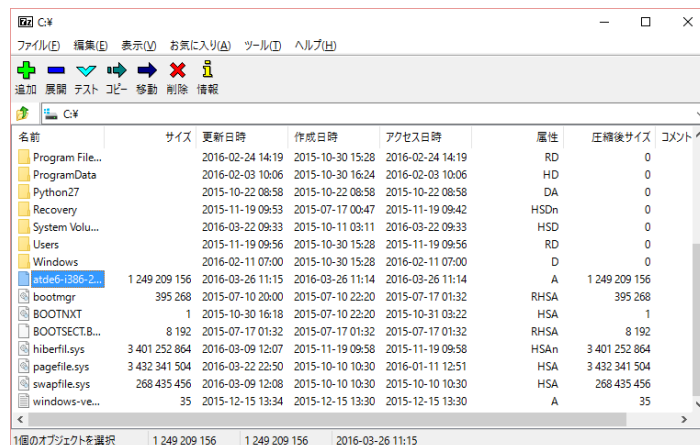 C:¥
ファイル(F) 編集(E) 表示(V) お気に入り(A) ツール(T) ヘルプ(H)
追加 展開 テスト コピー 移動 削除 情報
C:¥
名前 サイズ 更新日時 作成日時 アクセス日時 属性 圧縮後サイズ コメント
Program File... 2016-02-24 14:19 2015-10-30 15:28 2016-02-24 14:19 RD 0
ProgramData 2016-02-03 10:06 2015-10-30 16:24 2016-02-03 10:06 HD 0
Python27 2015-10-22 08:58 2015-10-22 08:58 2015-10-22 08:58 DA 0
Recovery 2015-11-19 09:53 2015-07-17 00:47 2015-11-19 09:42 HSDn 0
System Volu... 2016-03-22 09:33 2015-10-11 03:11 2016-03-22 09:33 HSD 0
Users 2015-11-19 09:56 2015-10-30 15:28 2015-11-19 09:56 RD 0
Windows 2016-02-11 07:00 2015-10-30 15:28 2016-02-11 07:00 D 0
atde6-i386-2... 1 249 209 156 2016-03-26 11:15 2016-03-26 11:14 2016-03-26 11:14 A 1 249 209 156
bootmgr 395 268 2015-07-10 20:00 2015-07-10 22:20 2015-07-17 01:32 RHSA 395 268
BOOTNXT 1 2015-10-30 16:18 2015-07-10 22:20 2015-10-31 03:22 HSA 1
BOOTSECT.B... 8 192 2015-07-17 01:32 2015-07-17 01:32 2015-07-17 01:32 RHSA 8 192
hiberfil.sys 3 401 252 864 2016-03-09 12:07 2015-11-19 09:58 2015-11-19 09:58 HSAn 3 401 252 864
pagefile.sys 3 432 341 504 2016-03-22 22:50 2015-10-10 10:30 2016-01-11 12:51 HSA 3 432 341 504
swapfile.sys 268 435 456 2016-03-09 12:08 2015-10-10 10:30 2015-10-10 10:30 HSA 268 435 456
windows-ve... 35 2015-12-15 13:34 2015-12-15 13:30 2015-12-15 13:30 A 35
1個のオブジェクトを選択 1 249 209 156 1 249 209 156 2016-03-26 11:15